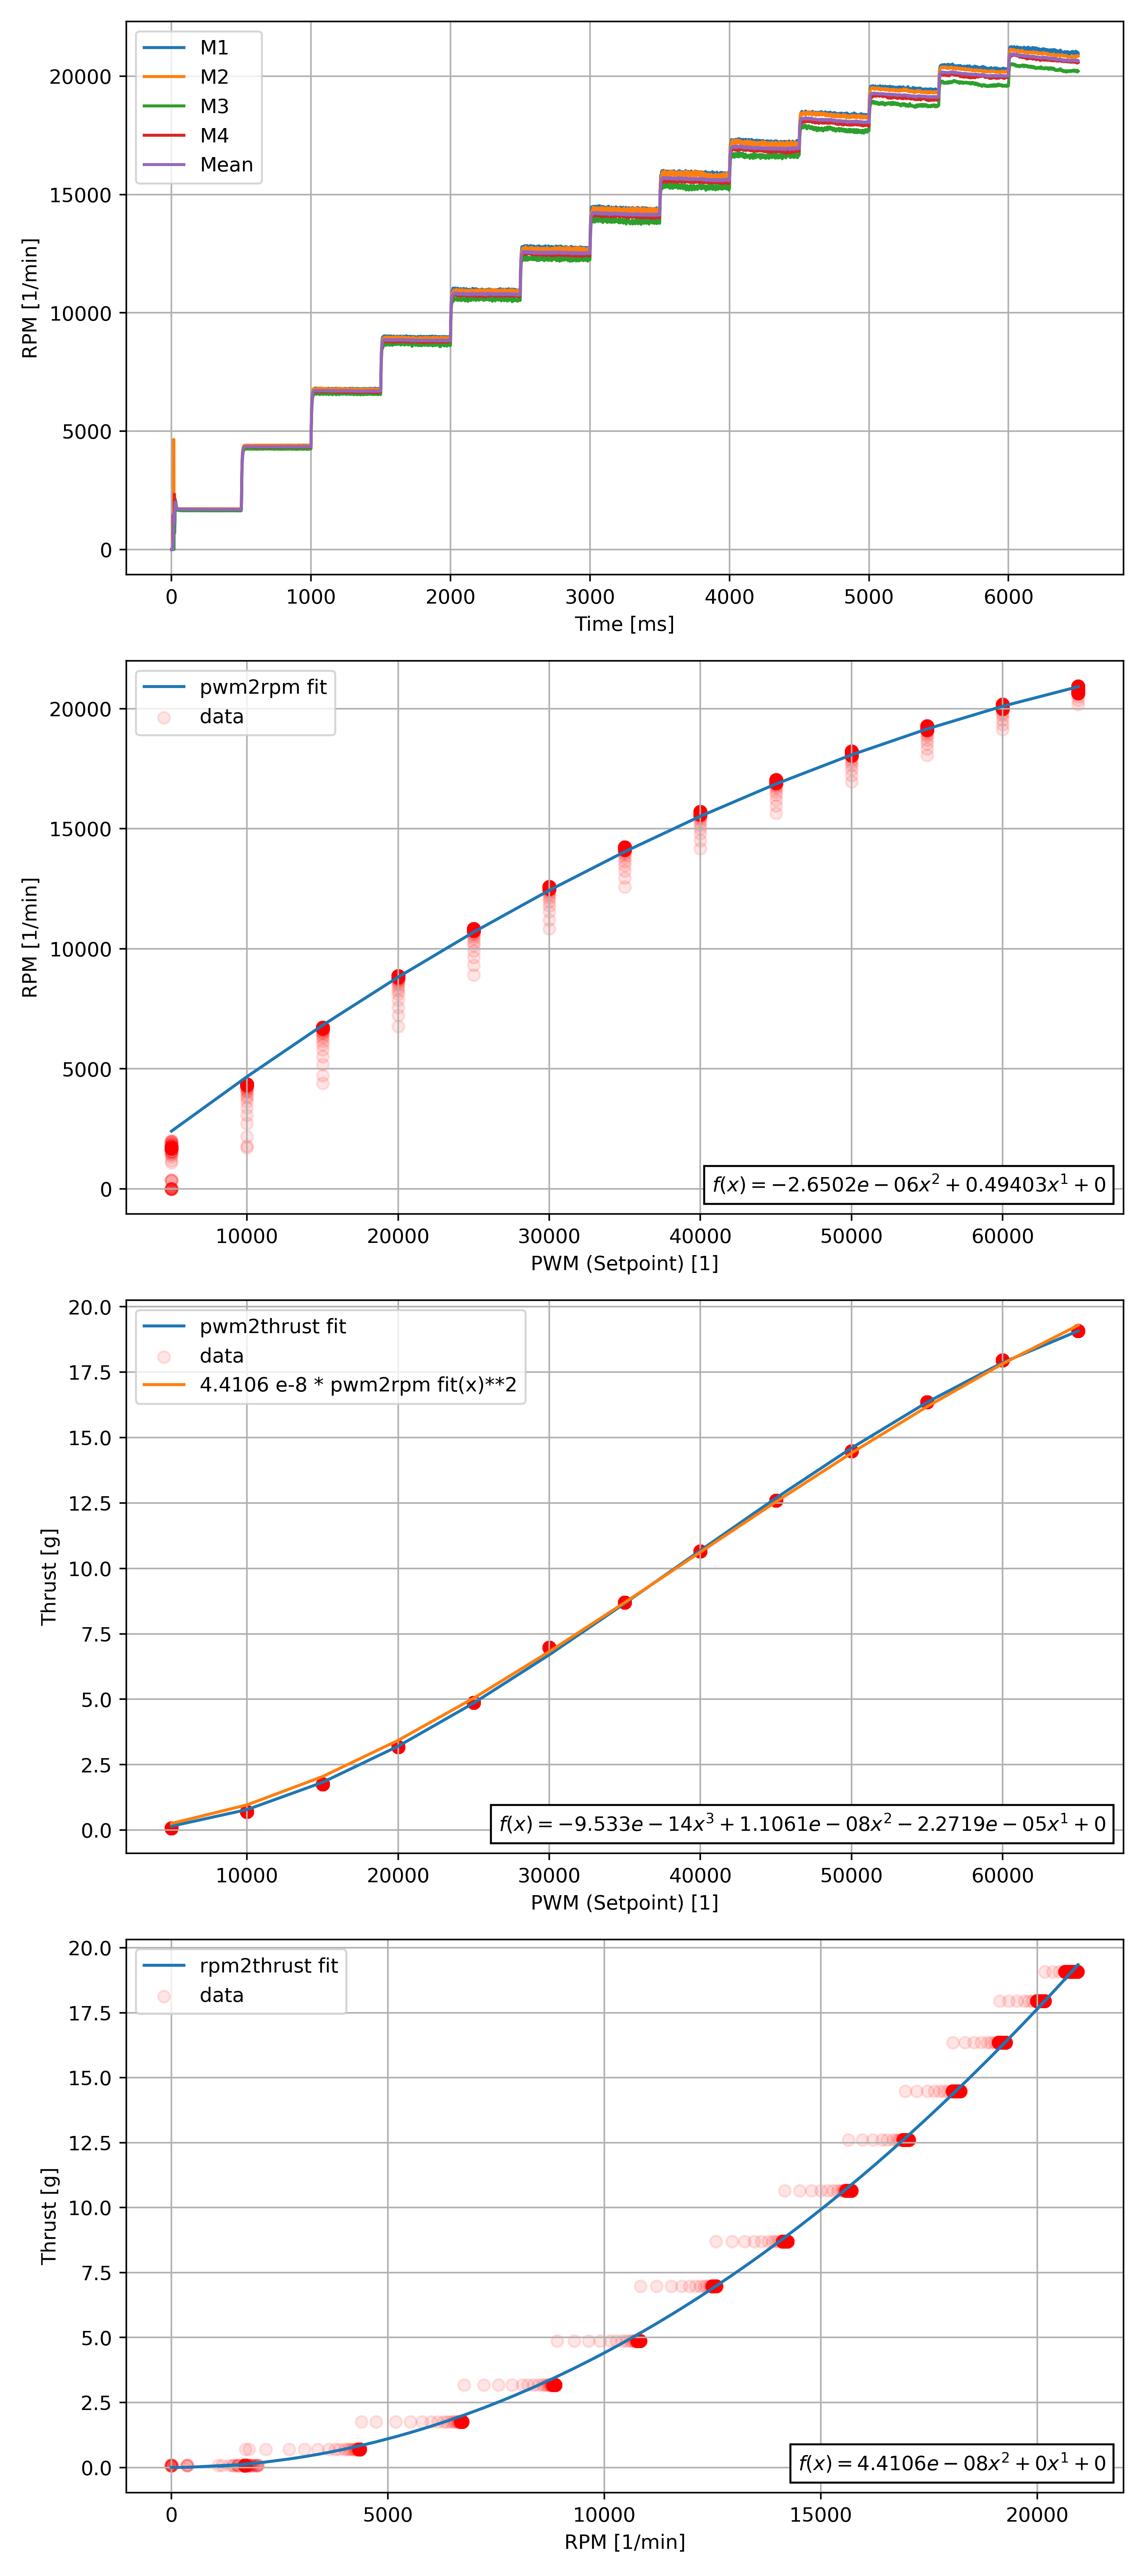 M1
M2
M3
M4
Mean
20000
15000
10000
5000
0
RPM [1/min]
0 1000 2000 3000 4000 5000 6000
Time [ms]
pwm2rpm fit
data
20000
15000
10000
5000
0
RPM [1/min]
f(x) = −2.6502e − 06x² + 0.49403x¹ + 0
10000 20000 30000 40000 50000 60000
PWM (Setpoint) [1]
pwm2thrust fit
data
4.4106 e-8 * pwm2rpm fit(x)**2
20.0
17.5
15.0
12.5
10.0
7.5
5.0
2.5
0.0
Thrust [g]
f(x) = −9.533e − 14x³ + 1.1061e − 08x² − 2.2719e − 05x¹ + 0
10000 20000 30000 40000 50000 60000
PWM (Setpoint) [1]
rpm2thrust fit
data
20.0
17.5
15.0
12.5
10.0
7.5
5.0
2.5
0.0
Thrust [g]
f(x) = 4.4106e − 08x² + 0x¹ + 0
0 5000 10000 15000 20000
RPM [1/min]